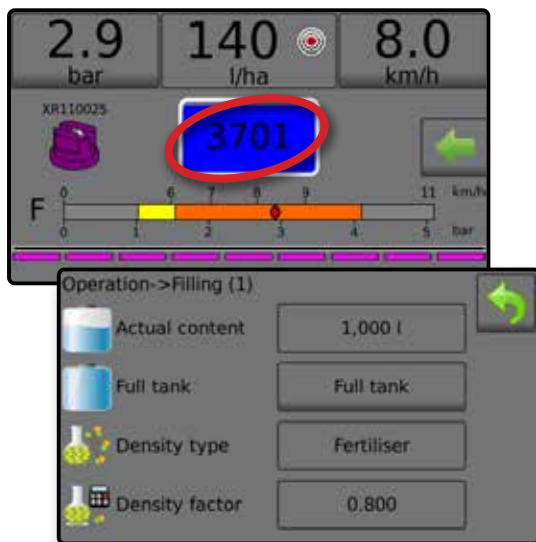 2.9 140 8.0
bar l/ha km/h
XR110025
3701
0 6 7 8 9 11 km/h
F
0 1 2 3 4 5 bar
Operation->Filling (1)
Actual content 1,000 l
Full tank Full tank
Density type Fertiliser
Density factor 0.800